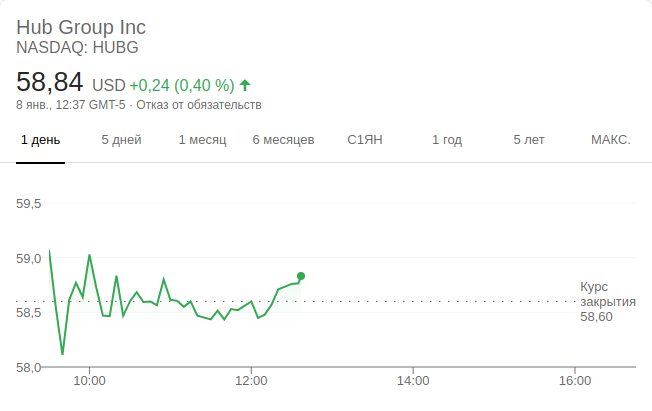 Hub Group Inc
NASDAQ: HUBG
58,84 USD +0,24 (0,40 %)
8 янв., 12:37 GMT-5 · Отказ от обязательств
1 день 5 дней 1 месяц 6 месяцев С1ЯН 1 год 5 лет МАКС.
59,5
59,0
58,5
58,0
Курс
закрытия
58,60
10:00 12:00 14:00 16:00